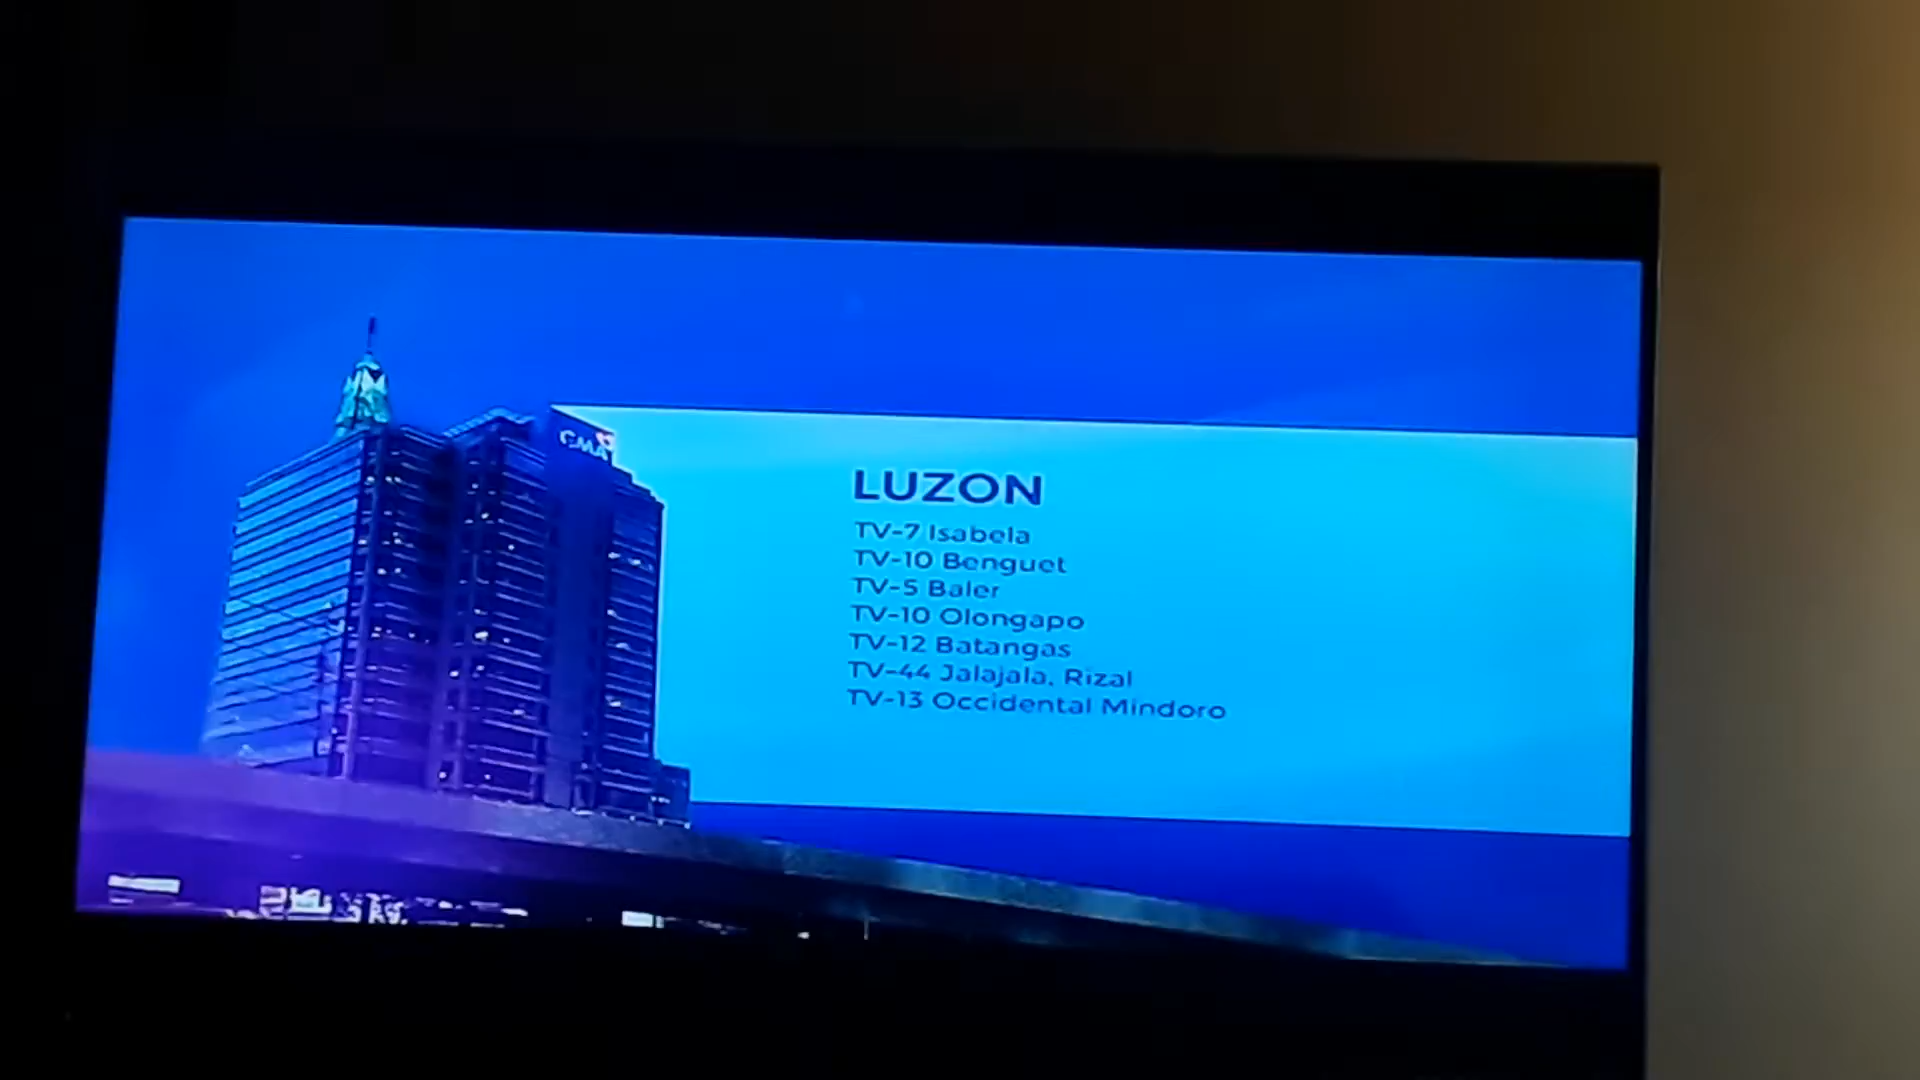 GMA
LUZON
TV-7 Isabela
TV-10 Benguet
TV-5 Baler
TV-10 Olongapo
TV-12 Batangas
TV-44 Jalajala, Rizal
TV-13 Occidental Mindoro